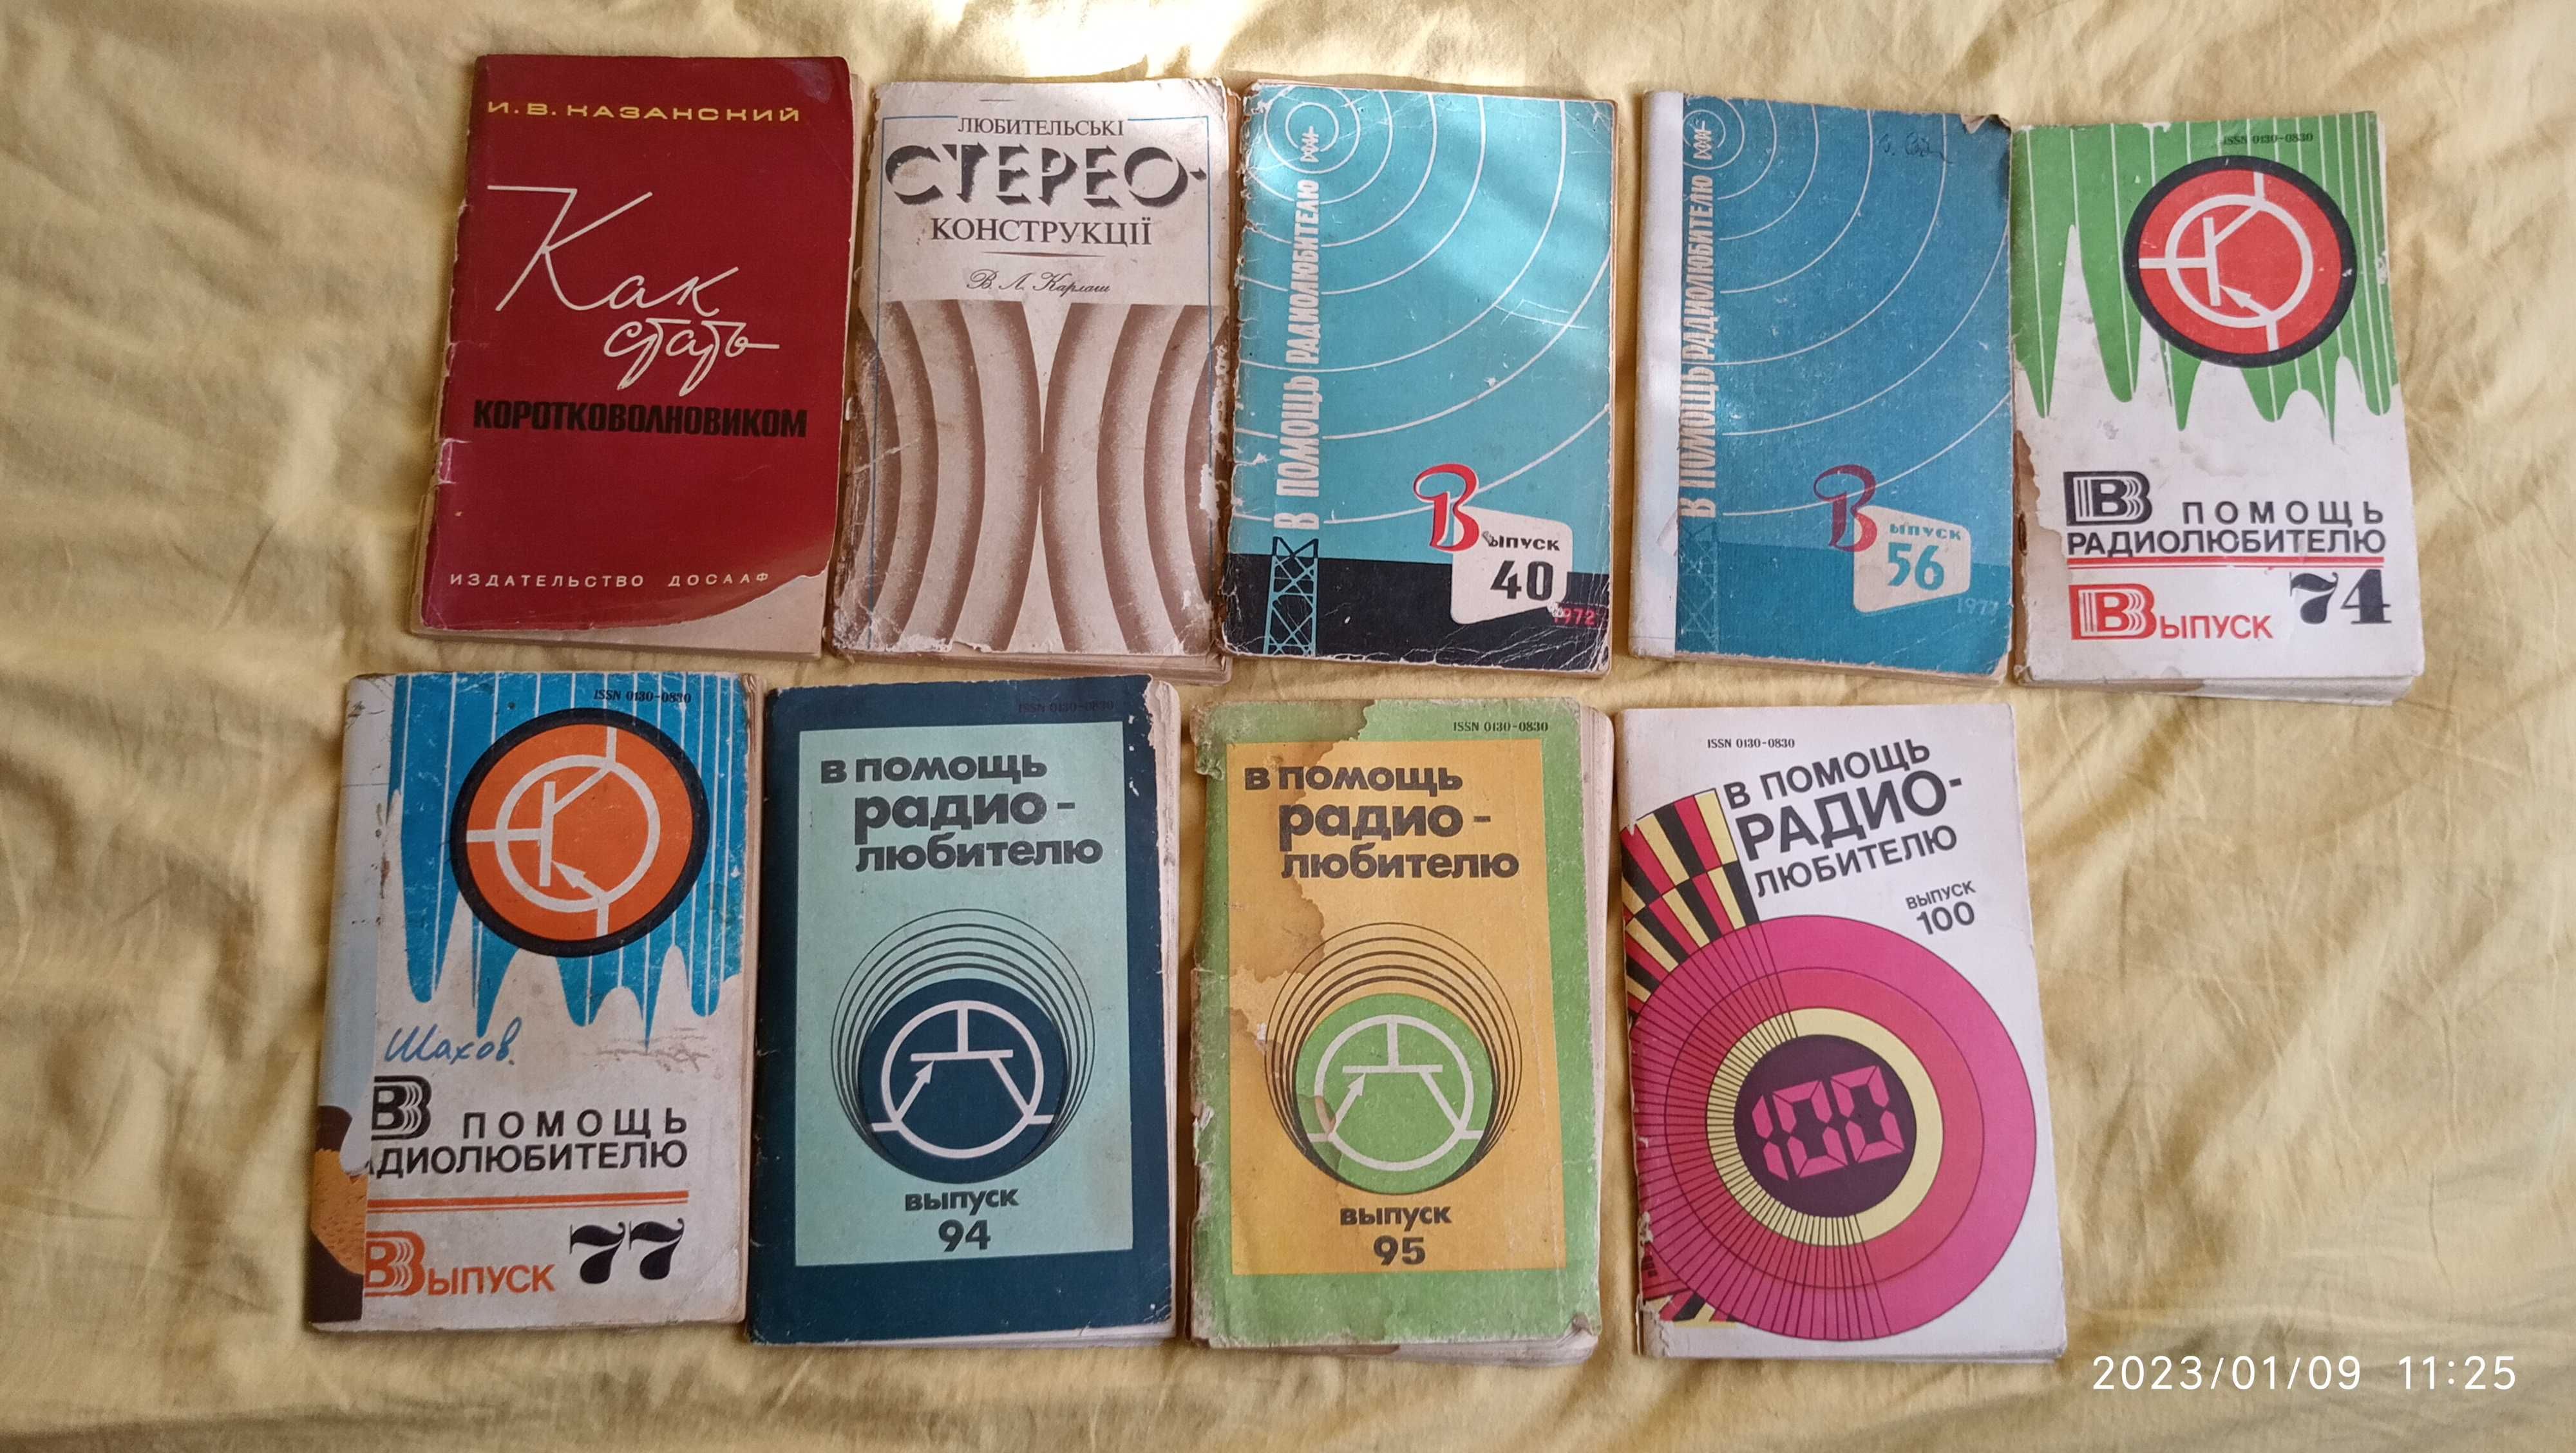 И. В. КАЗАНСКИЙ
Как
стать
КОРОТКОВОЛНОВИКОМ
ИЗДАТЕЛЬСТВО ДОСААФ
ЛЮБИТЕЛЬСЬКІ
СТЕРЕО-
КОНСТРУКЦІЇ
В. Л. Карлаш
В ПОМОЩЬ РАДИОЛЮБИТЕЛЮ
Выпуск
40
1972
В ПОМОЩЬ РАДИОЛЮБИТЕЛЮ
Выпуск
56
1977
ISSN 0130-0830
В ПОМОЩЬ
РАДИОЛЮБИТЕЛЮ
Выпуск 74
ISSN 0130-0830
Шахов.
В ПОМОЩЬ
АДИОЛЮБИТЕЛЮ
Выпуск 77
ISSN 0130-0830
в помощь
радио-
любителю
выпуск
94
ISSN 0130-0830
в помощь
радио-
любителю
выпуск
95
ISSN 0130-0830
В ПОМОЩЬ
РАДИО-
ЛЮБИТЕЛЮ
ВЫПУСК
100
100
2023/01/09 11:25